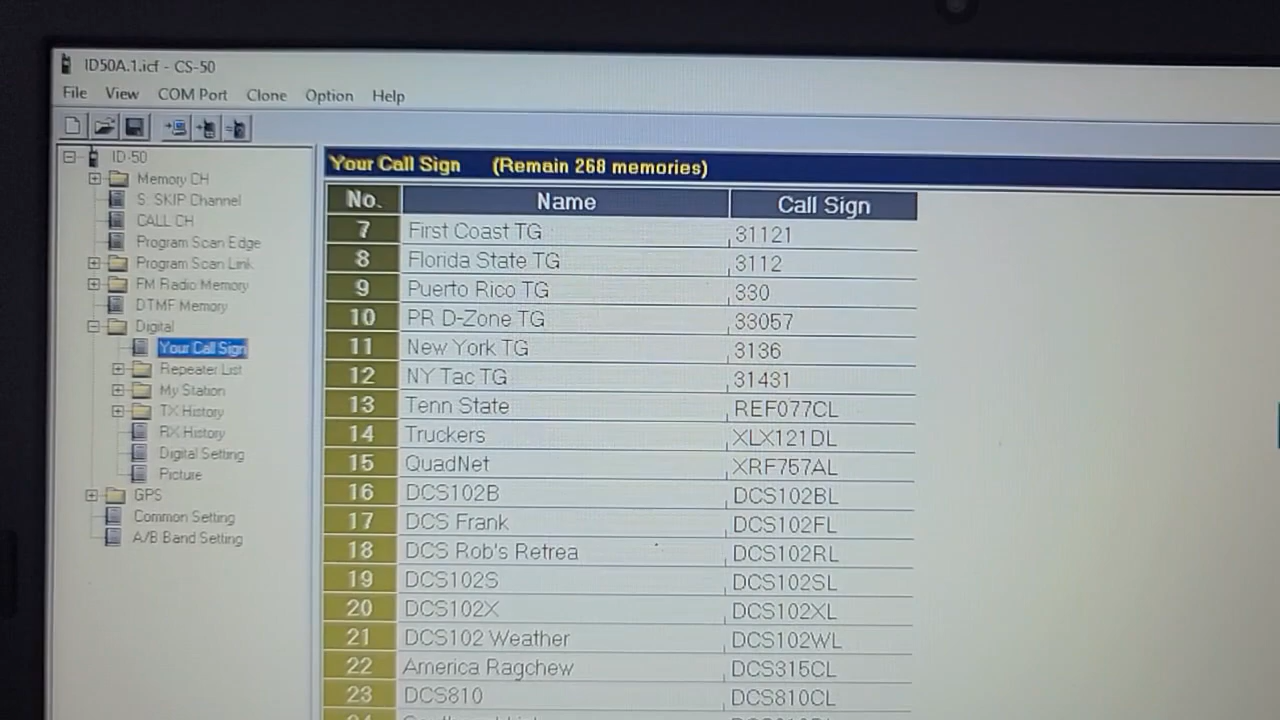 ID50A.1.icf - CS-50
File View COM Port Clone Option Help
ID-50
Memory CH
S. SKIP Channel
CALL CH
Program Scan Edge
Program Scan Link
FM Radio Memory
DTMF Memory
Digital
Your Call Sign
Repeater List
My Station
TX History
RX History
Digital Setting
Picture
GPS
Common Setting
A/B Band Setting
Your Call Sign (Remain 268 memories)
No. Name Call Sign
7 First Coast TG 31121
8 Florida State TG 3112
9 Puerto Rico TG 330
10 PR D-Zone TG 33057
11 New York TG 3136
12 NY Tac TG 31431
13 Tenn State REF077CL
14 Truckers XLX121DL
15 QuadNet XRF757AL
16 DCS102B DCS102BL
17 DCS Frank DCS102FL
18 DCS Rob's Retrea DCS102RL
19 DCS102S DCS102SL
20 DCS102X DCS102XL
21 DCS102 Weather DCS102WL
22 America Ragchew DCS315CL
23 DCS810 DCS810CL